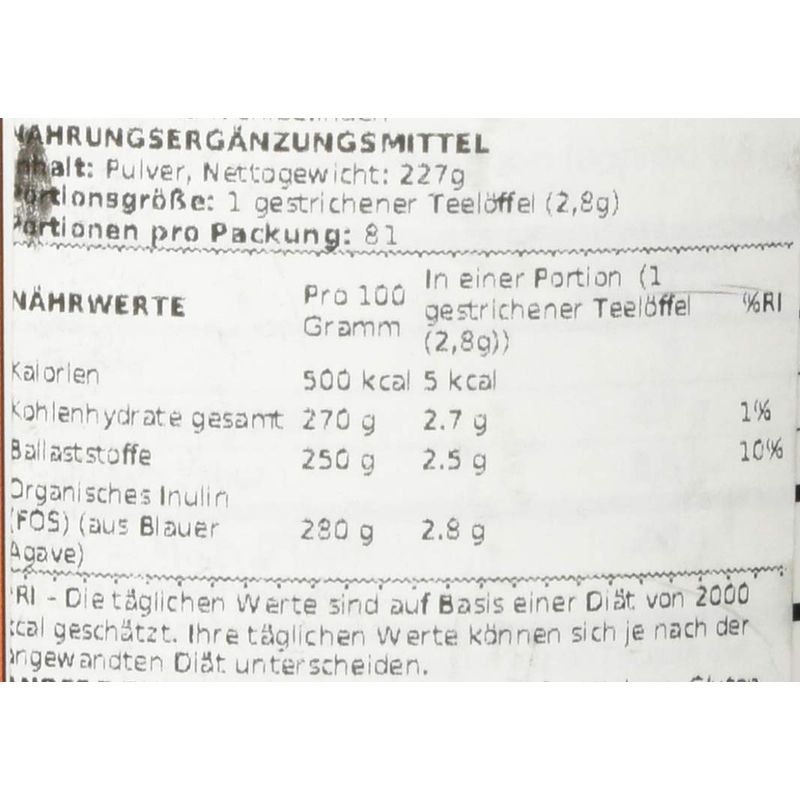 NAHRUNGSERGÄNZUNGSMITTEL
Inhalt: Pulver, Nettogewicht: 227g
Portionsgröße: 1 gestrichener Teelöffel (2,8g)
Portionen pro Packung: 81
NÄHRWERTE Pro 100 Gramm In einer Portion (1 gestrichener Teelöffel (2,8g)) %RI
Kalorien 500 kcal 5 kcal
Kohlenhydrate gesamt 270 g 2.7 g 1%
Ballaststoffe 250 g 2.5 g 10%
Organisches Inulin
(FOS) (aus Blauer 280 g 2.8 g
Agave)
*RI - Die täglichen Werte sind auf Basis einer Diät von 2000
kcal geschätzt. Ihre täglichen Werte können sich je nach der
angewandten Diät unterscheiden.